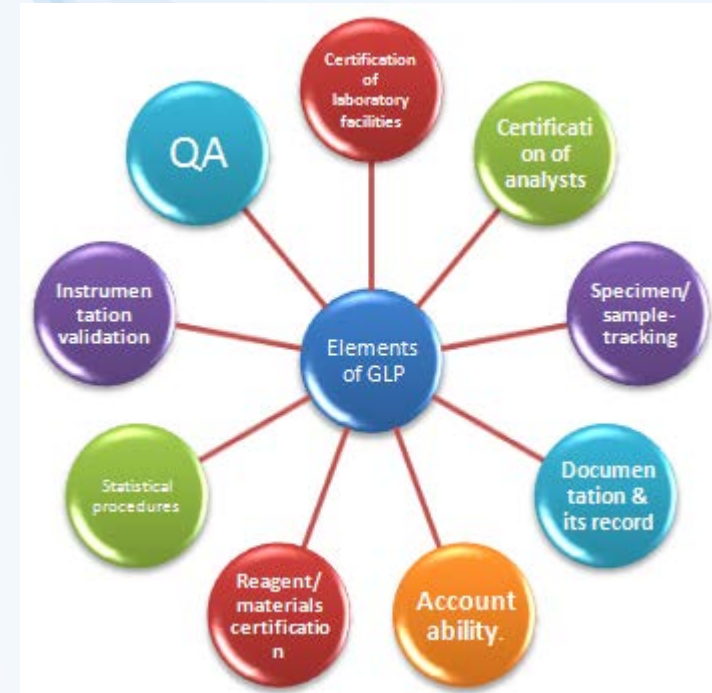 Certification
of
laboratory
facilities
Certificati
on of
analysts
Specimen/
sample-
tracking
Documen
tation &
its record
Account
ability.
Reagent/
materials
certificatio
n
Statistical
procedures
Instrumen
tation
validation
QA
Elements
of GLP